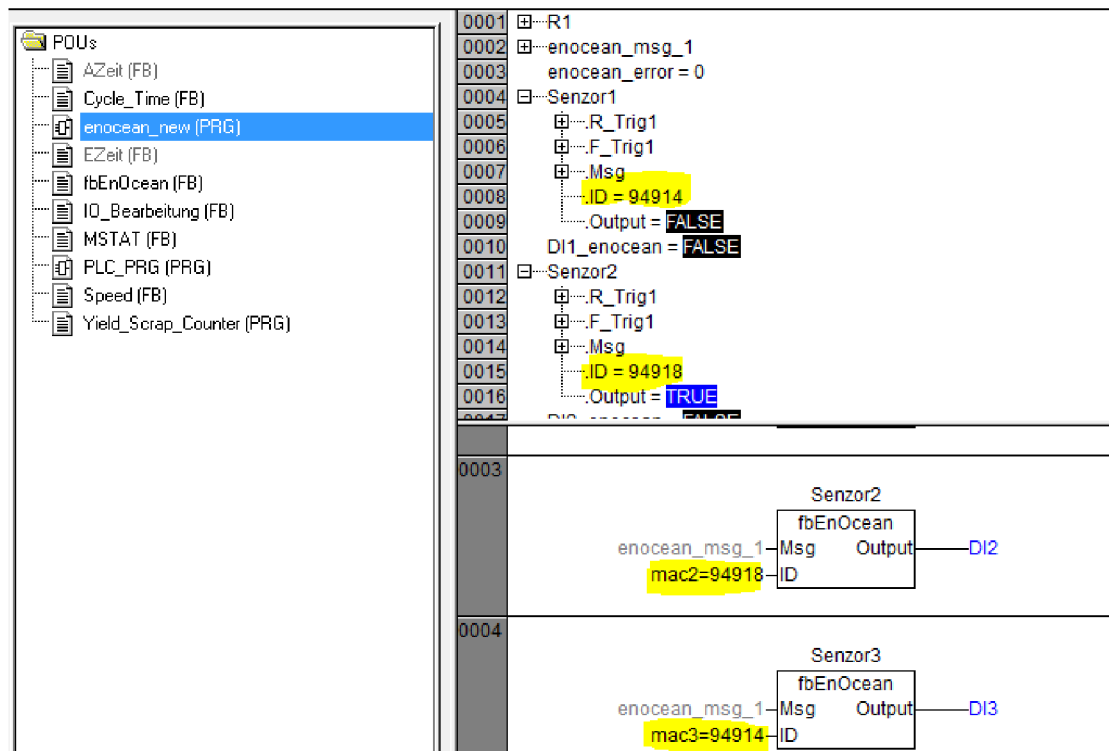 POUs
AZeit (FB)
Cycle_Time (FB)
enocean_new (PRG)
EZeit (FB)
fbEnOcean (FB)
IO_Bearbeitung (FB)
MSTAT (FB)
PLC_PRG (PRG)
Speed (FB)
Yield_Scrap_Counter (PRG)
0001 R1
0002 enocean_msg_1
0003 enocean_error = 0
0004 Senzor1
0005 .R_Trig1
0006 .F_Trig1
0007 .Msg
0008 .ID = 94914
0009 .Output = FALSE
0010 DI1_enocean = FALSE
0011 Senzor2
0012 .R_Trig1
0013 .F_Trig1
0014 .Msg
0015 .ID = 94918
0016 .Output = TRUE
0003
Senzor2
fbEnOcean
enocean_msg_1 Msg Output DI2
mac2=94918 ID
0004
Senzor3
fbEnOcean
enocean_msg_1 Msg Output DI3
mac3=94914 ID